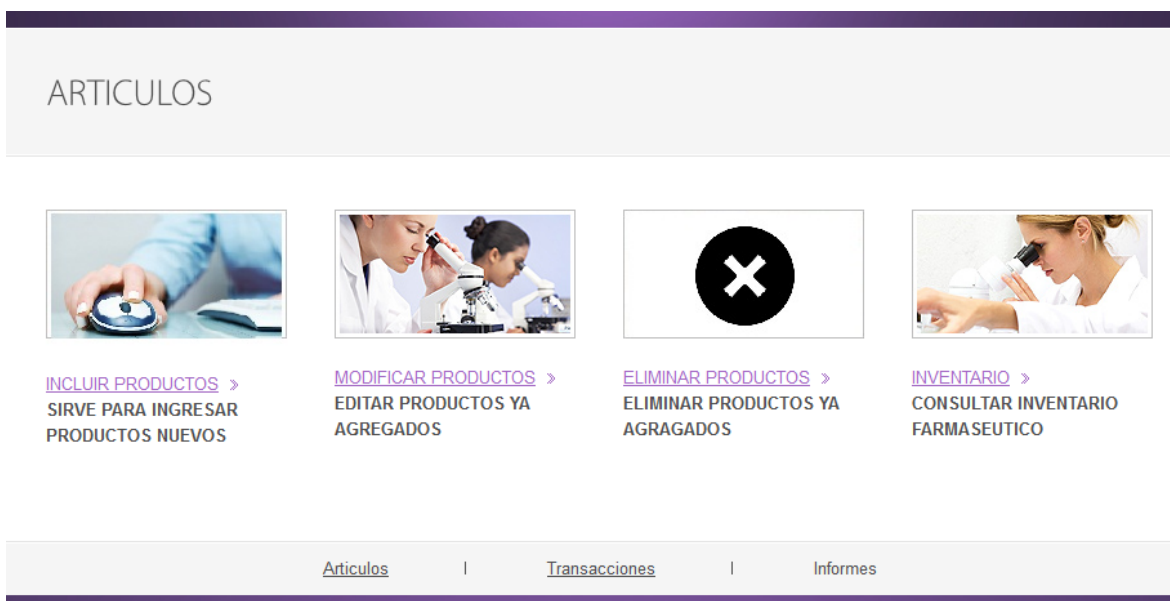 ARTICULOS
INCLUIR PRODUCTOS »
SIRVE PARA INGRESAR
PRODUCTOS NUEVOS
MODIFICAR PRODUCTOS »
EDITAR PRODUCTOS YA
AGREGADOS
ELIMINAR PRODUCTOS »
ELIMINAR PRODUCTOS YA
AGRAGADOS
INVENTARIO »
CONSULTAR INVENTARIO
FARMASEUTICO
Articulos | Transacciones | Informes